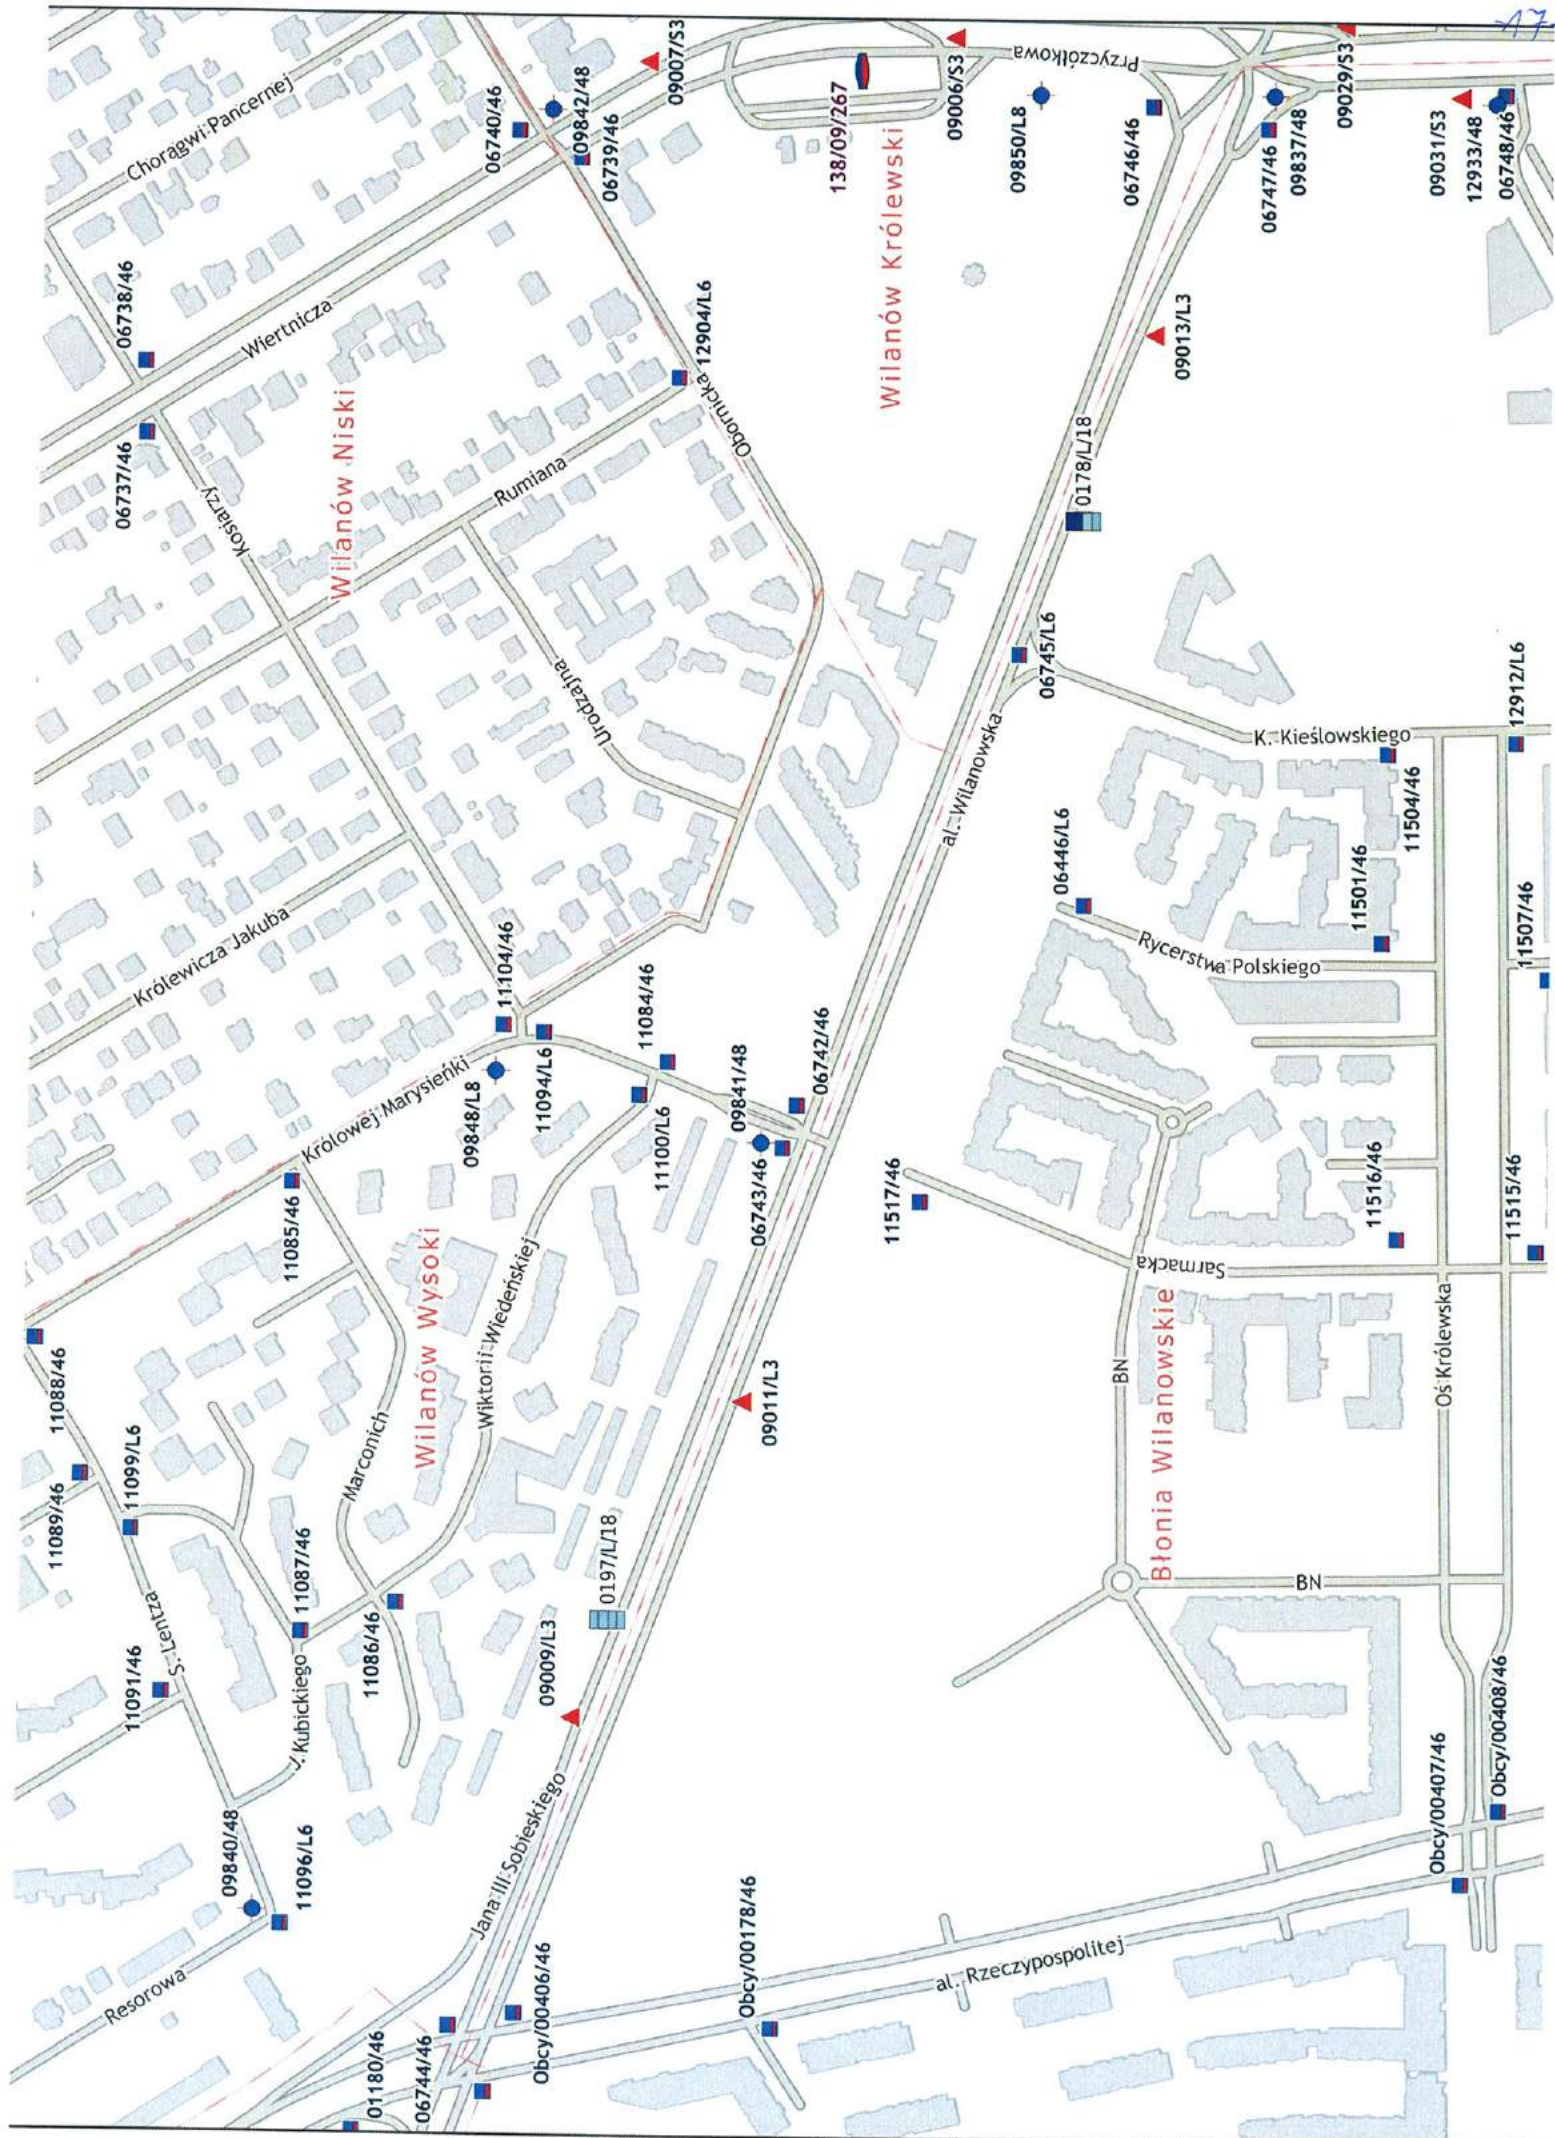 17
Chorągwi Pancernej
06740/46
09842/48
06739/46
09007/S3
138/09/267
09006/S3
Przyczółkowa
09850/L8
06746/46
06747/46
09837/48
09029/S3
09031/S3
12933/48
06748/46
06738/46
Wiertnicza
06737/46
Kosiarzy
Wilanów Niski
Rumiana
12904/L6
Obornicka
Wilanów Królewski
09013/L3
0178/L/18
Urodzajna
06745/L6
al. Wilanowska
K. Kieślowskiego
12912/L6
11504/46
06446/L6
11501/46
Rycerstwa Polskiego
11507/46
Królewicza Jakuba
11104/46
Królowej Marysieńki
09848/L8
11094/L6
11084/46
11100/L6
09841/48
06742/46
06743/46
11517/46
11516/46
11515/46
Sarmacka
11085/46
Wilanów Wysoki
Wiktorii Wiedeńskiej
11088/46
11089/46
11099/L6
Marconich
11087/46
11086/46
09011/L3
Błonia Wilanowskie
BN
Oś Królewska
BN
0197/L/18
09009/L3
S. Lentza
11091/46
J. Kubickiego
09840/48
11096/L6
Jana III Sobieskiego
Resorowa
01180/46
06744/46
Obcy/00406/46
Obcy/00178/46
al. Rzeczypospolitej
Obcy/00407/46
Obcy/00408/46